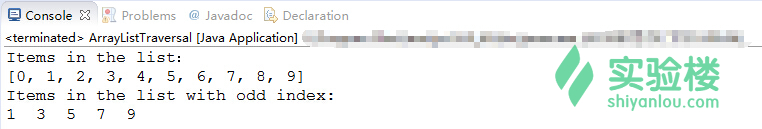 Console Problems @ Javadoc Declaration
<terminated> ArrayListTraversal [Java Application]
Items in the list:
[0, 1, 2, 3, 4, 5, 6, 7, 8, 9]
Items in the list with odd index:
1 3 5 7 9
实验楼
shiyanlou.com